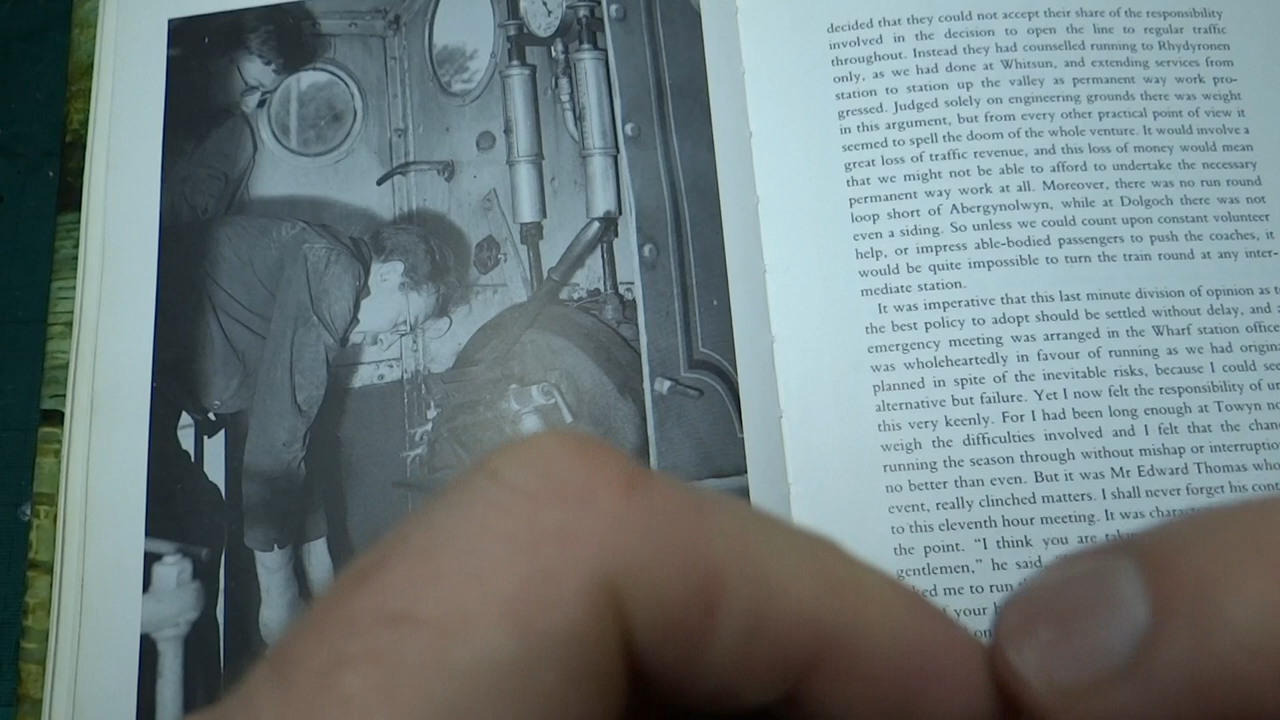 decided that they could not accept their share of the responsibility
involved in the decision to open the line to regular traffic
throughout. Instead they had counselled running to Rhydyronen
only, as we had done at Whitsun, and extending services from
station to station up the valley as permanent way work pro-
gressed. Judged solely on engineering grounds there was weight
in this argument, but from every other practical point of view it
seemed to spell the doom of the whole venture. It would involve a
great loss of traffic revenue, and this loss of money would mean
that we might not be able to afford to undertake the necessary
permanent way work at all. Moreover, there was no run round
loop short of Abergynolwyn, while at Dolgoch there was not
even a siding. So unless we could count upon constant volunteer
help, or impress able-bodied passengers to push the coaches, it
would be quite impossible to turn the train round at any inter-
mediate station.
It was imperative that this last minute division of opinion as
the best policy to adopt should be settled without delay, and
emergency meeting was arranged in the Wharf station
was wholeheartedly in favour of running as we had
planned in spite of the inevitable risks, because I could
alternative but failure. Yet I now felt the responsibility of
this very keenly. For I had been long enough at Towyn
weigh the difficulties involved and I felt that the
running the season through without mishap or
no better than even. But it was Mr Edward Thomas
event, really clinched matters. I shall never forget his
to this eleventh hour meeting. It was
the point. “I think you are
gentlemen,” he said
me to run
your
on